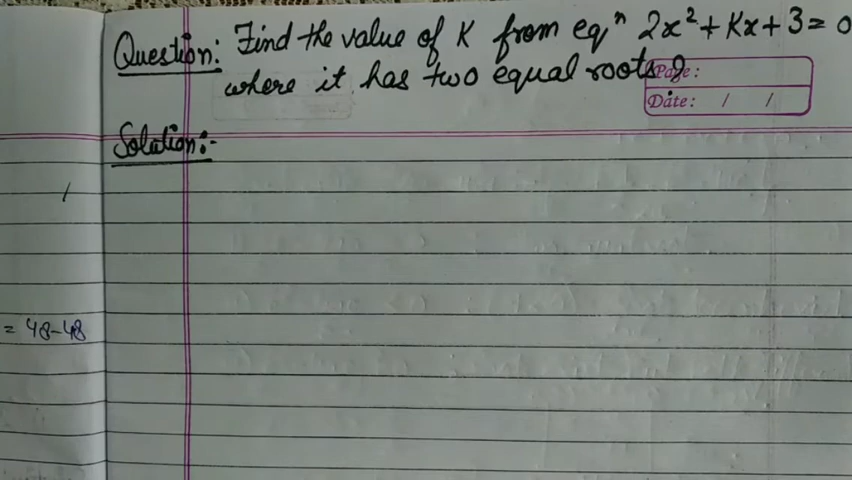 Question: Find the value of K from eqⁿ 2x² + Kx + 3 = 0
where it has two equal roots?
Page:
Date: / /
Solution:-
/
= 48-48